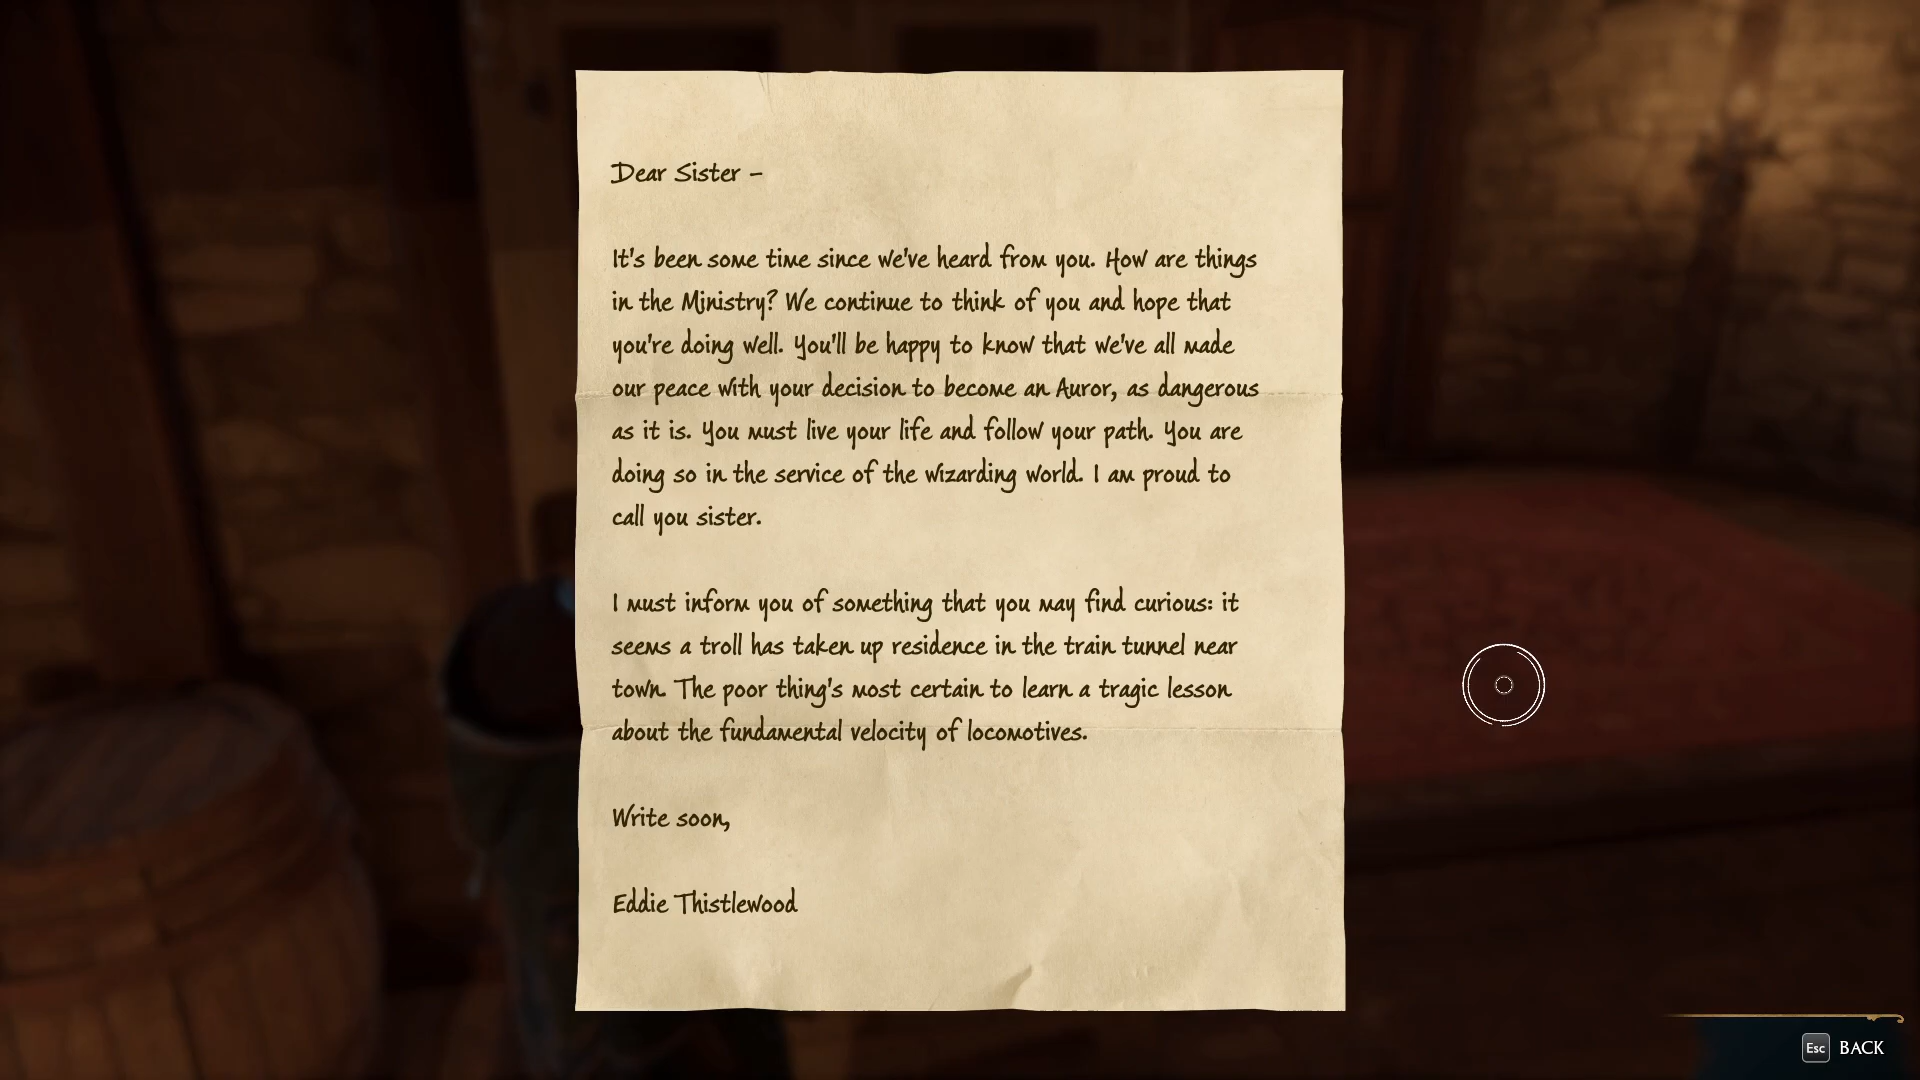 Dear Sister –
It's been some time since we've heard from you. How are things
in the Ministry? We continue to think of you and hope that
you're doing well. You'll be happy to know that we've all made
our peace with your decision to become an Auror, as dangerous
as it is. You must live your life and follow your path. You are
doing so in the service of the wizarding world. I am proud to
call you sister.
I must inform you of something that you may find curious: it
seems a troll has taken up residence in the train tunnel near
town. The poor thing's most certain to learn a tragic lesson
about the fundamental velocity of locomotives.
Write soon,
Eddie Thistlewood
Esc BACK